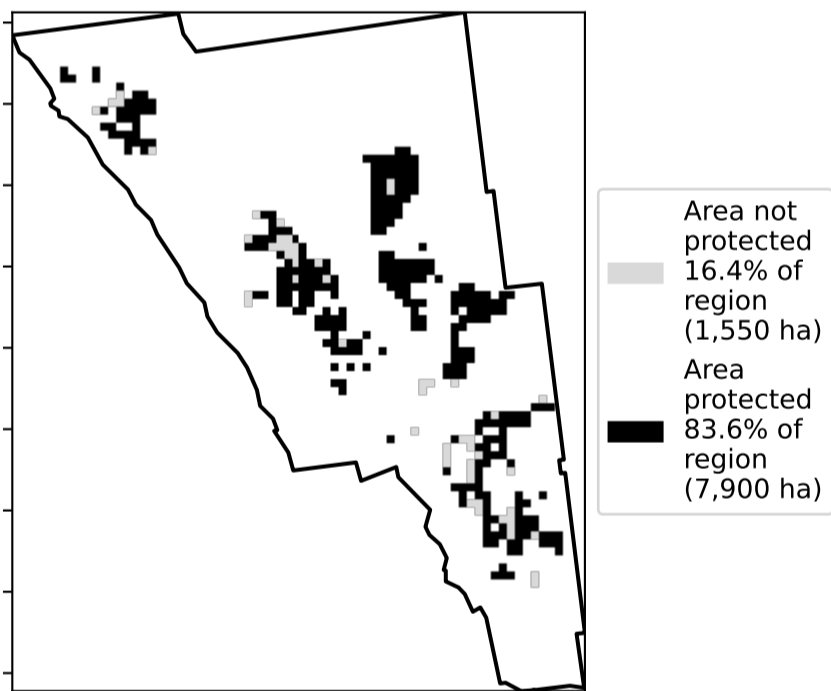 Area not
protected
16.4% of
region
(1,550 ha)
Area
protected
83.6% of
region
(7,900 ha)